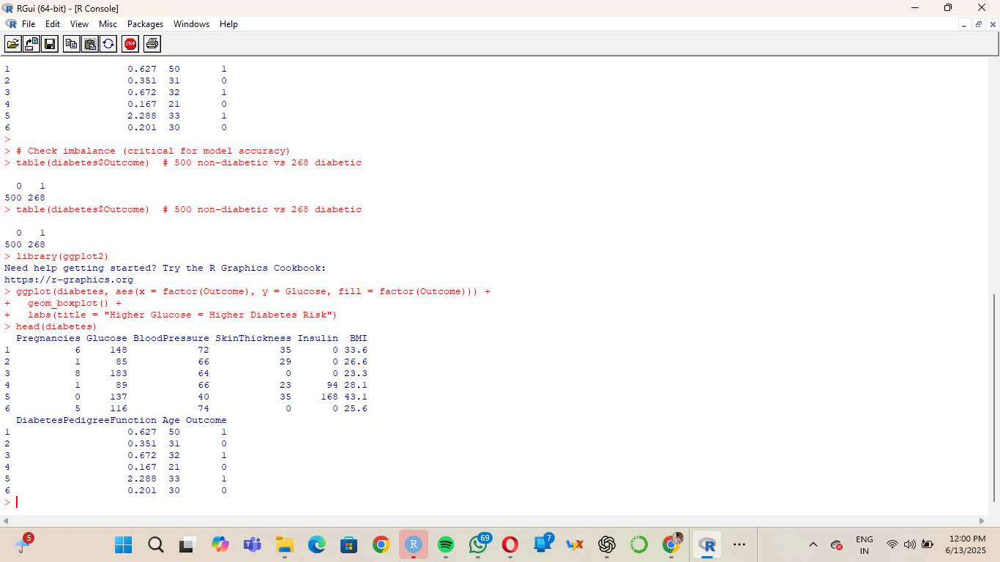 RGui (64-bit) - [R Console]
File Edit View Misc Packages Windows Help
STOP
1                     0.627  50       1
2                     0.351  31       0
3                     0.672  32       1
4                     0.167  21       0
5                     2.288  33       1
6                     0.201  30       0
>
> # Check imbalance (critical for model accuracy)
> table(diabetes$Outcome)  # 500 non-diabetic vs 268 diabetic
  0   1
500 268
> table(diabetes$Outcome)  # 500 non-diabetic vs 268 diabetic
  0   1
500 268
> library(ggplot2)
Need help getting started? Try the R Graphics Cookbook:
https://r-graphics.org
> ggplot(diabetes, aes(x = factor(Outcome), y = Glucose, fill = factor(Outcome))) +
+   geom_boxplot() +
+   labs(title = "Higher Glucose = Higher Diabetes Risk")
> head(diabetes)
  Pregnancies Glucose BloodPressure SkinThickness Insulin  BMI
1           6     148            72            35       0 33.6
2           1      85            66            29       0 26.6
3           8     183            64             0       0 23.3
4           1      89            66            23      94 28.1
5           0     137            40            35     168 43.1
6           5     116            74             0       0 25.6
  DiabetesPedigreeFunction Age Outcome
1                    0.627  50       1
2                    0.351  31       0
3                    0.672  32       1
4                    0.167  21       0
5                    2.288  33       1
6                    0.201  30       0
>
5
69
7
ENG
IN
12:00 PM
6/13/2025